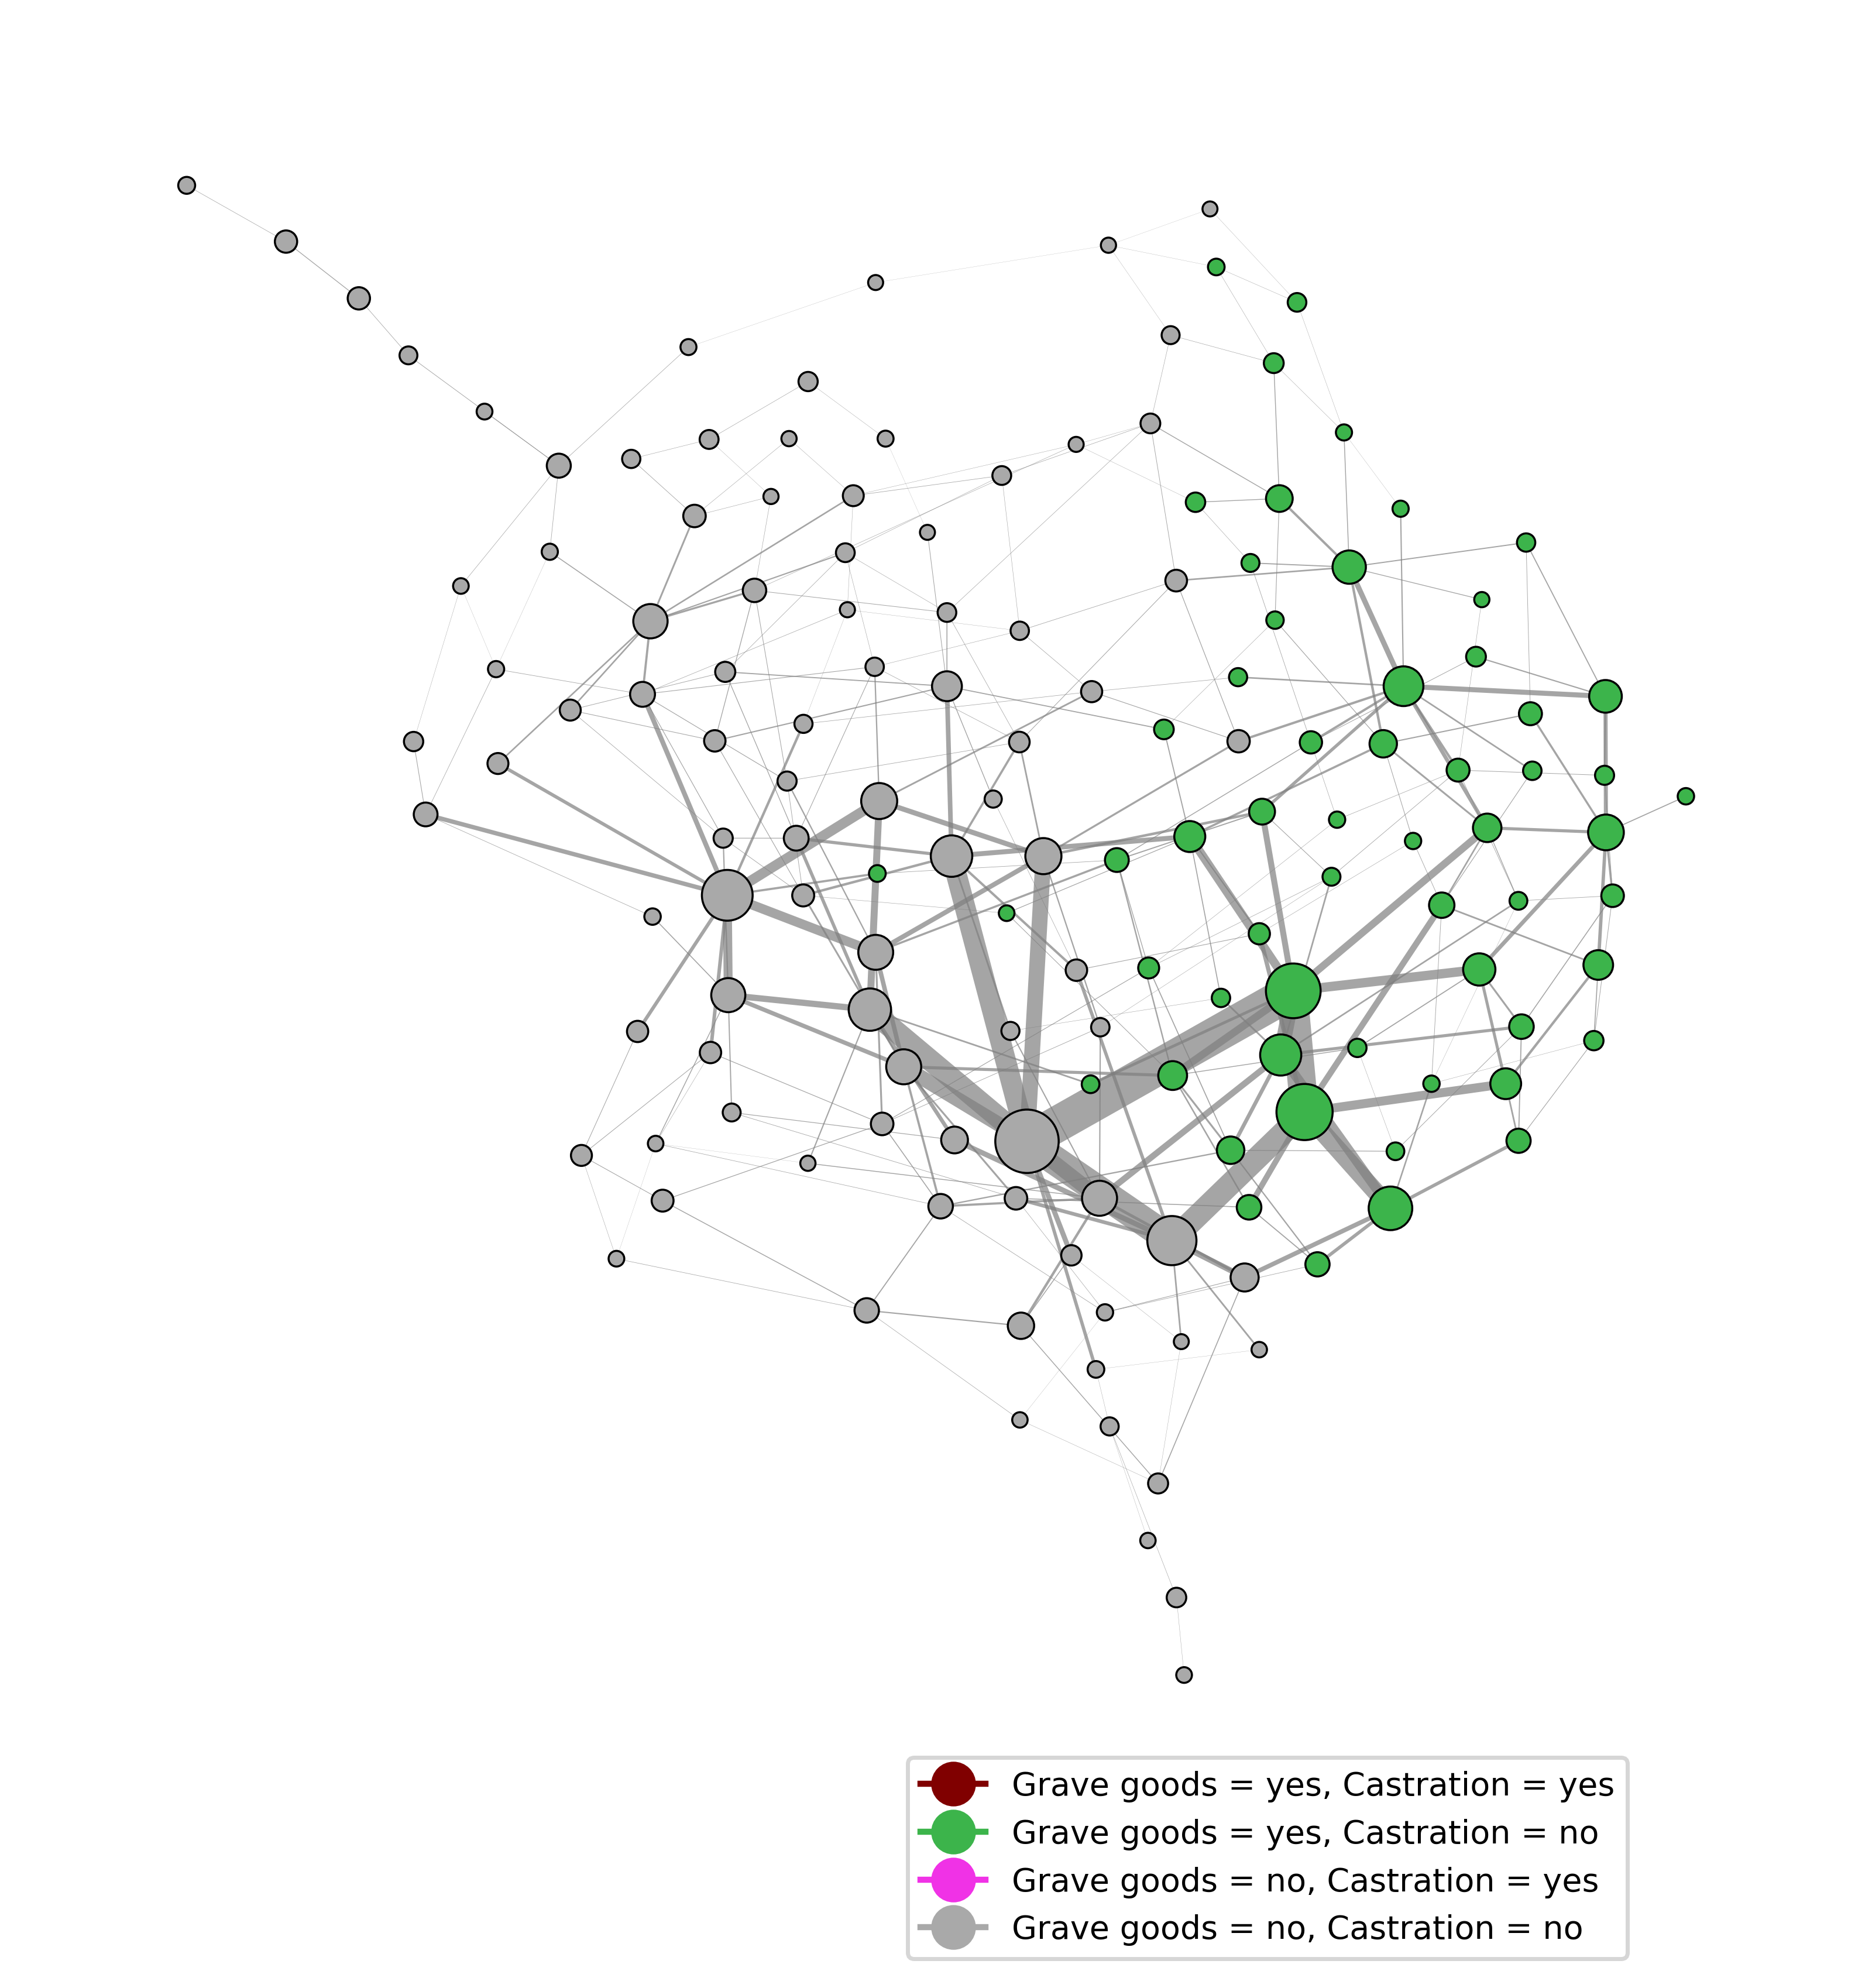 Grave goods = yes, Castration = yes
Grave goods = yes, Castration = no
Grave goods = no, Castration = yes
Grave goods = no, Castration = no